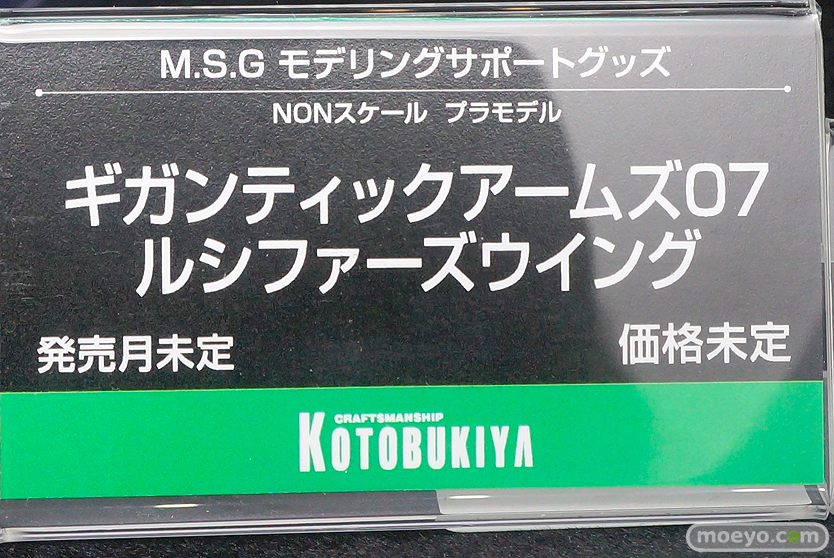 M.S.G モデリングサポートグッズ
NONスケール プラモデル
ギガンティックアームズ07
ルシファーズウイング
発売月未定 価格未定
CRAFTSMANSHIP
KOTOBUKIYA
moeyo.com